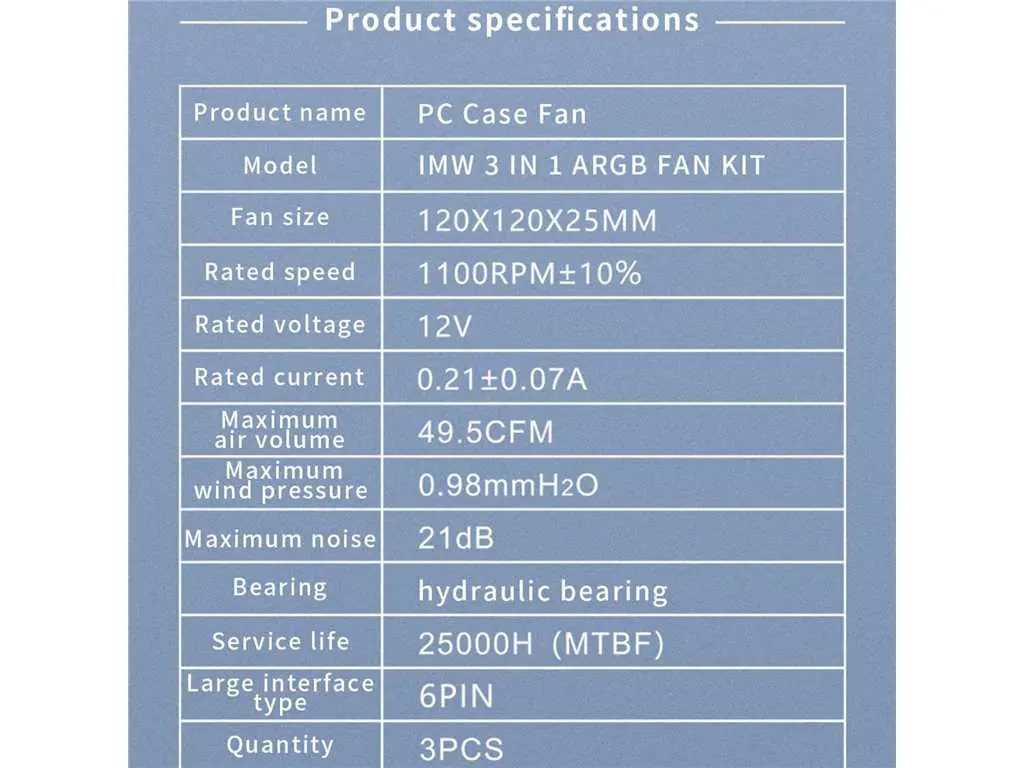 Product specifications
Product name PC Case Fan
Model IMW 3 IN 1 ARGB FAN KIT
Fan size 120X120X25MM
Rated speed 1100RPM±10%
Rated voltage 12V
Rated current 0.21±0.07A
Maximum
air volume 49.5CFM
Maximum
wind pressure 0.98mmH2O
Maximum noise 21dB
Bearing hydraulic bearing
Service life 25000H (MTBF)
Large interface
type 6PIN
Quantity 3PCS